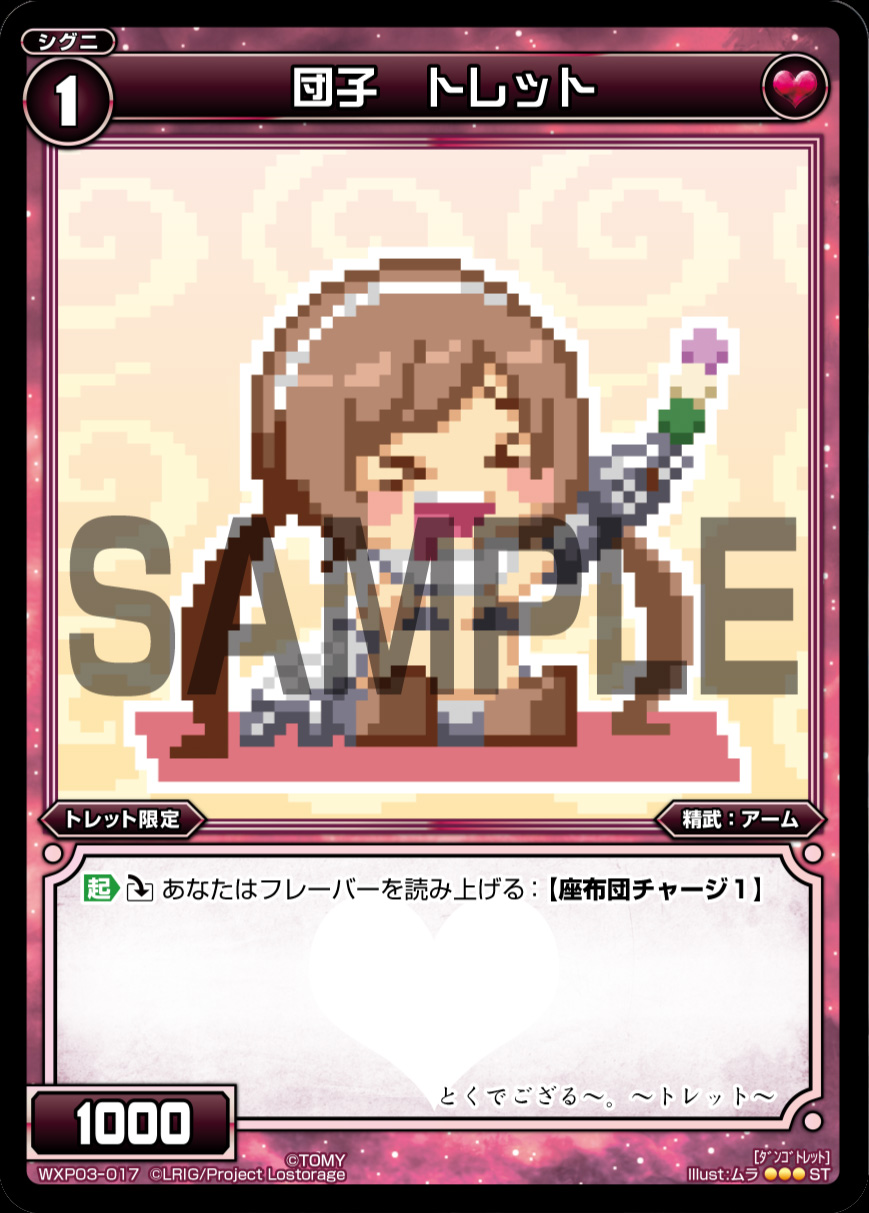 シグニ
1
団子 トレット
SAMPLE
トレット限定
精武：アーム
起 あなたはフレーバーを読み上げる：【座布団チャージ１】
とくでござる～。～トレット～
1000
©TOMY
WXP03-017 ©LRIG/Project Lostorage
[ﾀﾞﾝｺﾞﾄﾚｯﾄ]
Illust:ムラ ST